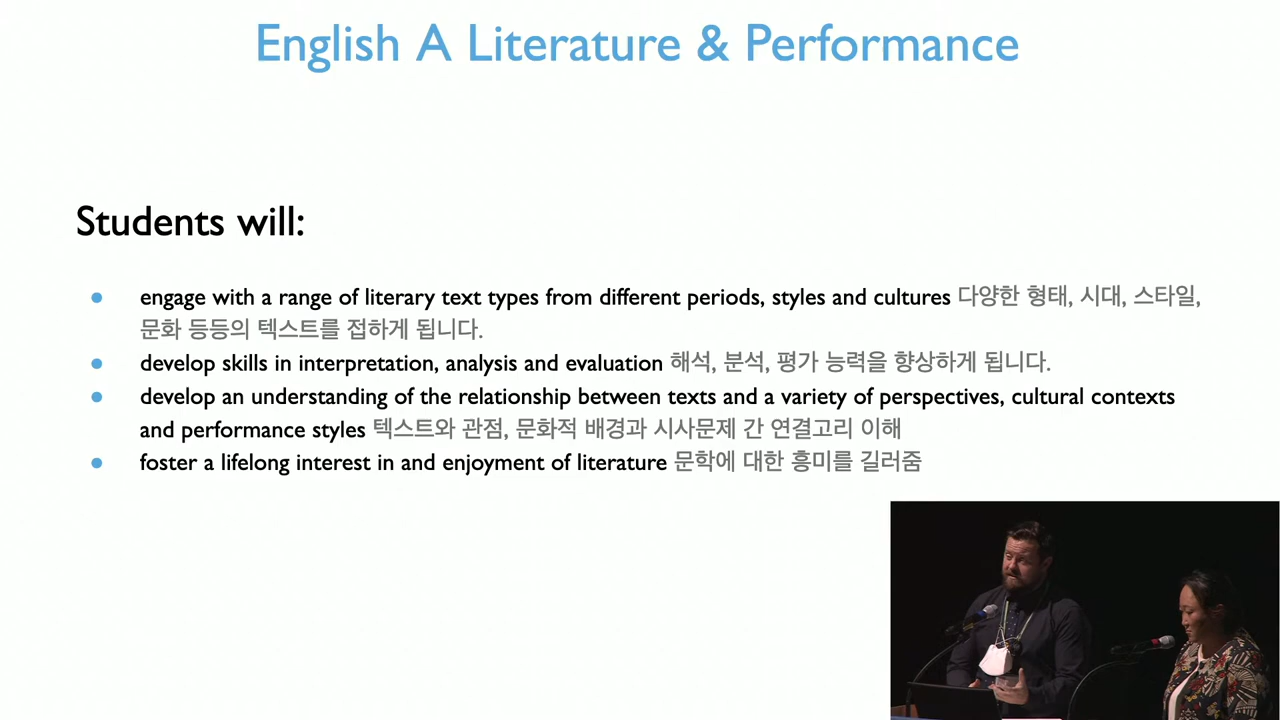 English A Literature & Performance
Students will:
engage with a range of literary text types from different periods, styles and cultures 다양한 형태, 시대, 스타일,
문화 등등의 텍스트를 접하게 됩니다.
develop skills in interpretation, analysis and evaluation 해석, 분석, 평가 능력을 향상하게 됩니다.
develop an understanding of the relationship between texts and a variety of perspectives, cultural contexts
and performance styles 텍스트와 관점, 문화적 배경과 시사문제 간 연결고리 이해
foster a lifelong interest in and enjoyment of literature 문학에 대한 흥미를 길러줌